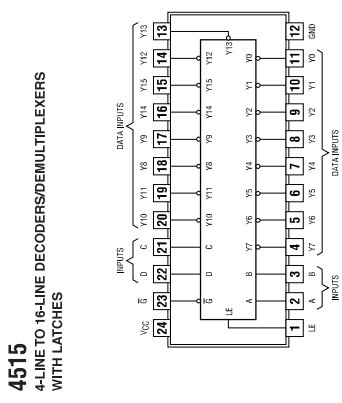 4515
4-LINE TO 16-LINE DECODERS/DEMULTIPLEXERS
WITH LATCHES
VCC G D C Y10 Y11 Y8 Y9 Y14 Y15 Y12 Y13
INPUTS DATA INPUTS
24 23 22 21 20 19 18 17 16 15 14 13
G D C Y10 Y11 Y8 Y9 Y14 Y15 Y12
LE Y13
A B Y7 Y6 Y5 Y4 Y3 Y2 Y1 Y0
1 2 3 4 5 6 7 8 9 10 11 12
LE A B Y7 Y6 Y5 Y4 Y3 Y2 Y1 Y0 GND
INPUTS DATA INPUTS